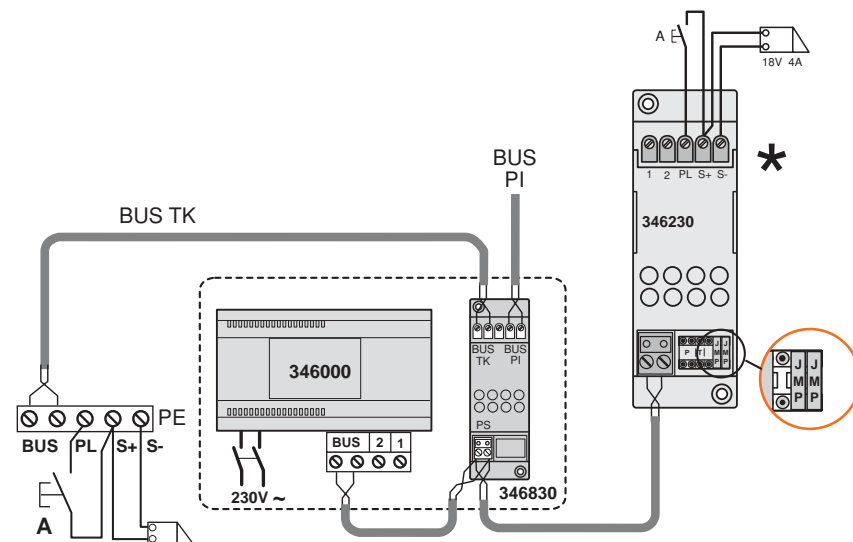 A
18V 4A
1 2 PL S+ S-
*
346230
P T J J
M M
P P
J J
M M
P P
BUS
PI
BUS TK
346000
BUS 2 1
230V ~
BUS BUS
TK PI
PS
346830
PE
BUS PL S+ S-
A